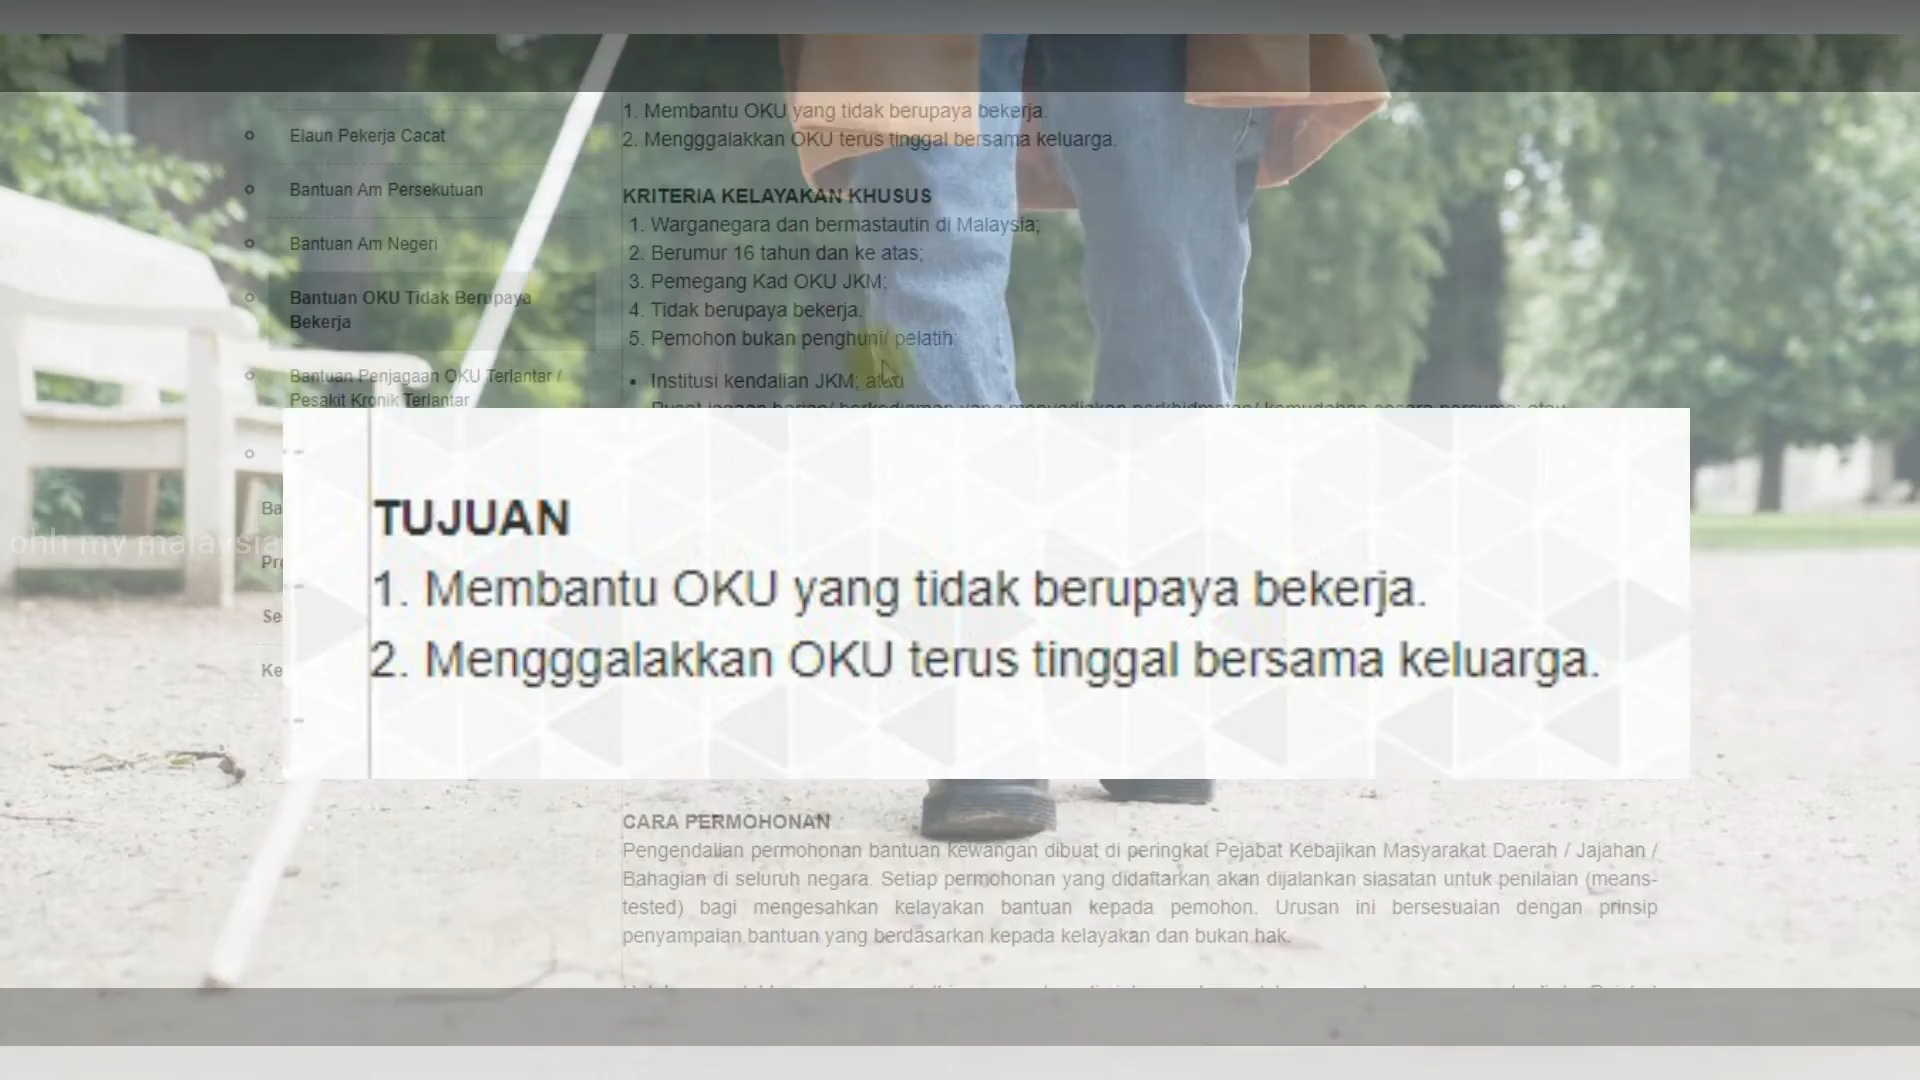 Elaun Pekerja Cacat
Bantuan Am Persekutuan
Bantuan Am Negeri
Bantuan OKU Tidak Berupaya
Bekerja
Bantuan Penjagaan OKU Terlantar /
Pesakit Kronik Terlantar
Ba
Pr
Se
Ke
ohh my malaysia
1. Membantu OKU yang tidak berupaya bekerja.
2. Mengggalakkan OKU terus tinggal bersama keluarga.
KRITERIA KELAYAKAN KHUSUS
1. Warganegara dan bermastautin di Malaysia;
2. Berumur 16 tahun dan ke atas;
3. Pemegang Kad OKU JKM;
4. Tidak berupaya bekerja.
5. Pemohon bukan penghuni/ pelatih:
• Institusi kendalian JKM; atau
TUJUAN
1. Membantu OKU yang tidak berupaya bekerja.
2. Mengggalakkan OKU terus tinggal bersama keluarga.
CARA PERMOHONAN
Pengendalian permohonan bantuan kewangan dibuat di peringkat Pejabat Kebajikan Masyarakat Daerah / Jajahan /
Bahagian di seluruh negara. Setiap permohonan yang didaftarkan akan dijalankan siasatan untuk penilaian (means-
tested) bagi mengesahkan kelayakan bantuan kepada pemohon. Urusan ini bersesuaian dengan prinsip
penyampaian bantuan yang berdasarkan kepada kelayakan dan bukan hak.